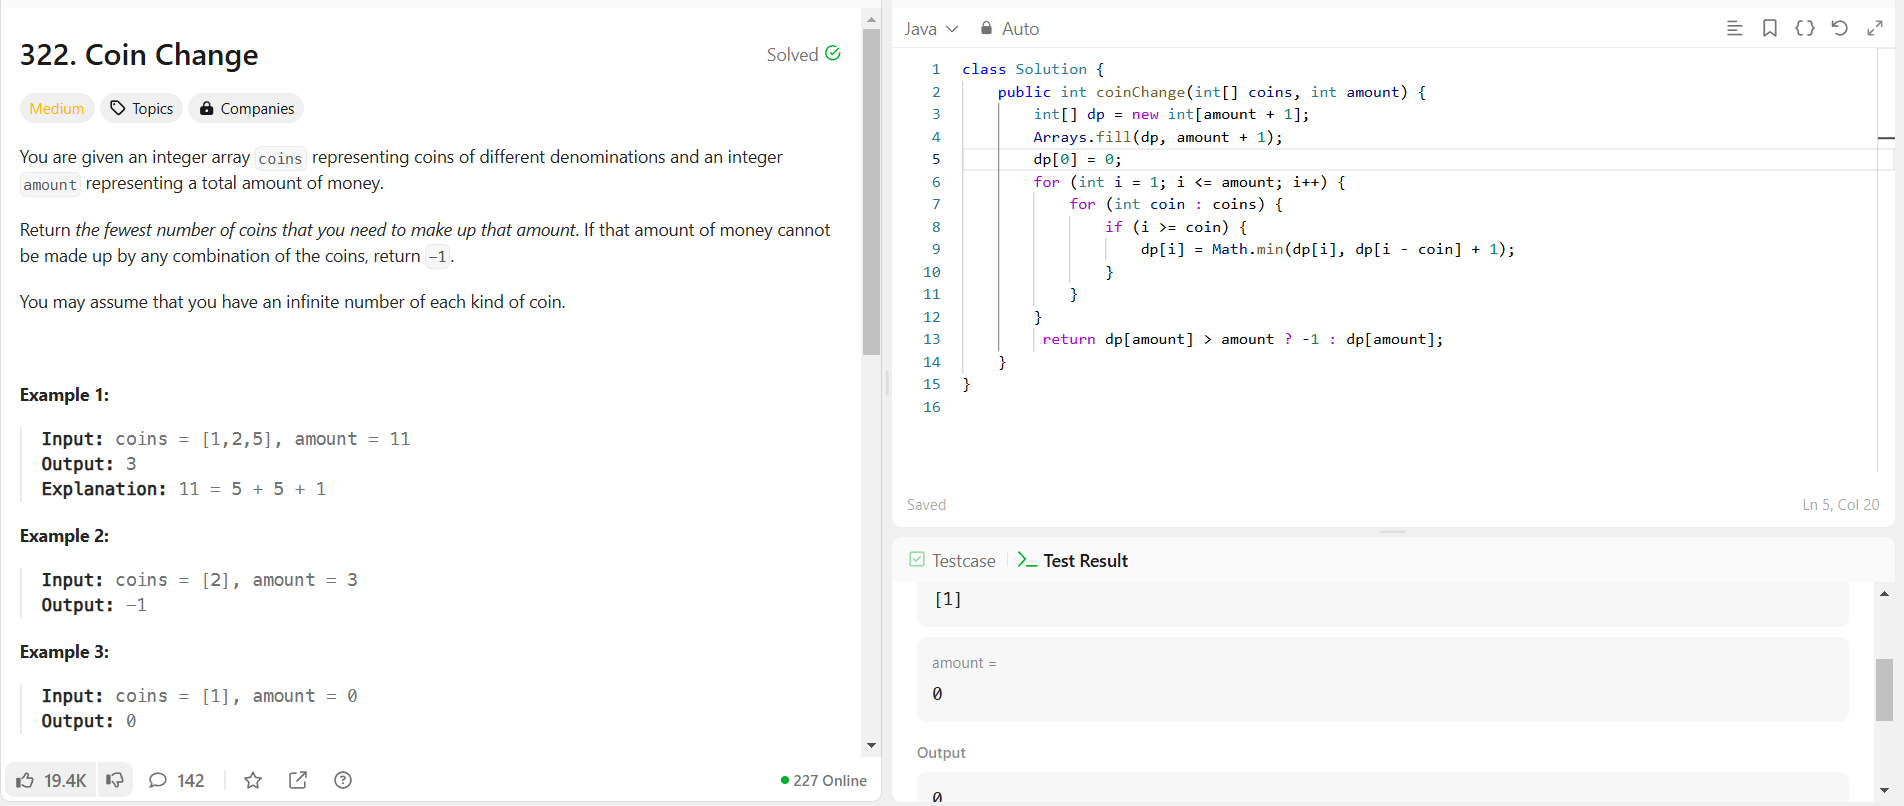 322. Coin Change
Solved
Medium
Topics
Companies
You are given an integer array coins representing coins of different denominations and an integer
amount representing a total amount of money.
Return the fewest number of coins that you need to make up that amount. If that amount of money cannot
be made up by any combination of the coins, return -1.
You may assume that you have an infinite number of each kind of coin.
Example 1:
Input: coins = [1,2,5], amount = 11
Output: 3
Explanation: 11 = 5 + 5 + 1
Example 2:
Input: coins = [2], amount = 3
Output: -1
Example 3:
Input: coins = [1], amount = 0
Output: 0
19.4K
142
227 Online
Java
Auto
1 class Solution {
2 public int coinChange(int[] coins, int amount) {
3 int[] dp = new int[amount + 1];
4 Arrays.fill(dp, amount + 1);
5 dp[0] = 0;
6 for (int i = 1; i <= amount; i++) {
7 for (int coin : coins) {
8 if (i >= coin) {
9 dp[i] = Math.min(dp[i], dp[i - coin] + 1);
10 }
11 }
12 }
13 return dp[amount] > amount ? -1 : dp[amount];
14 }
15 }
16
Saved
Ln 5, Col 20
Testcase
Test Result
[1]
amount =
0
Output
0